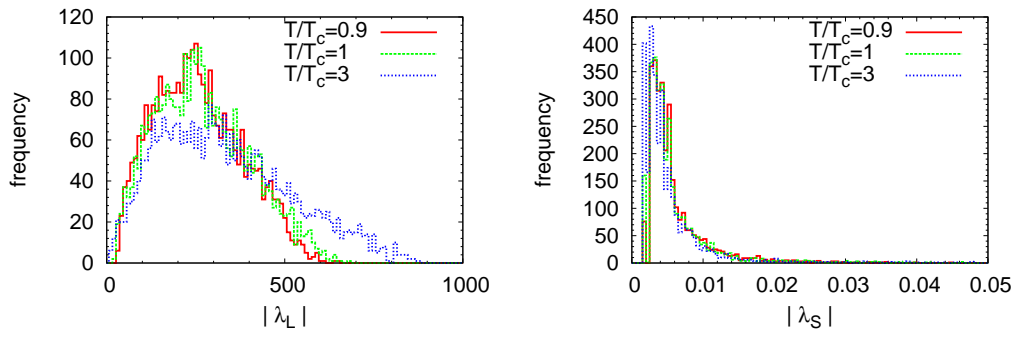 frequency
120
100
80
60
40
20
0
T/Tc=0.9
T/Tc=1
T/Tc=3
0
500
1000
| λL |
frequency
450
400
350
300
250
200
150
100
50
0
T/Tc=0.9
T/Tc=1
T/Tc=3
0
0.01
0.02
0.03
0.04
0.05
| λS |